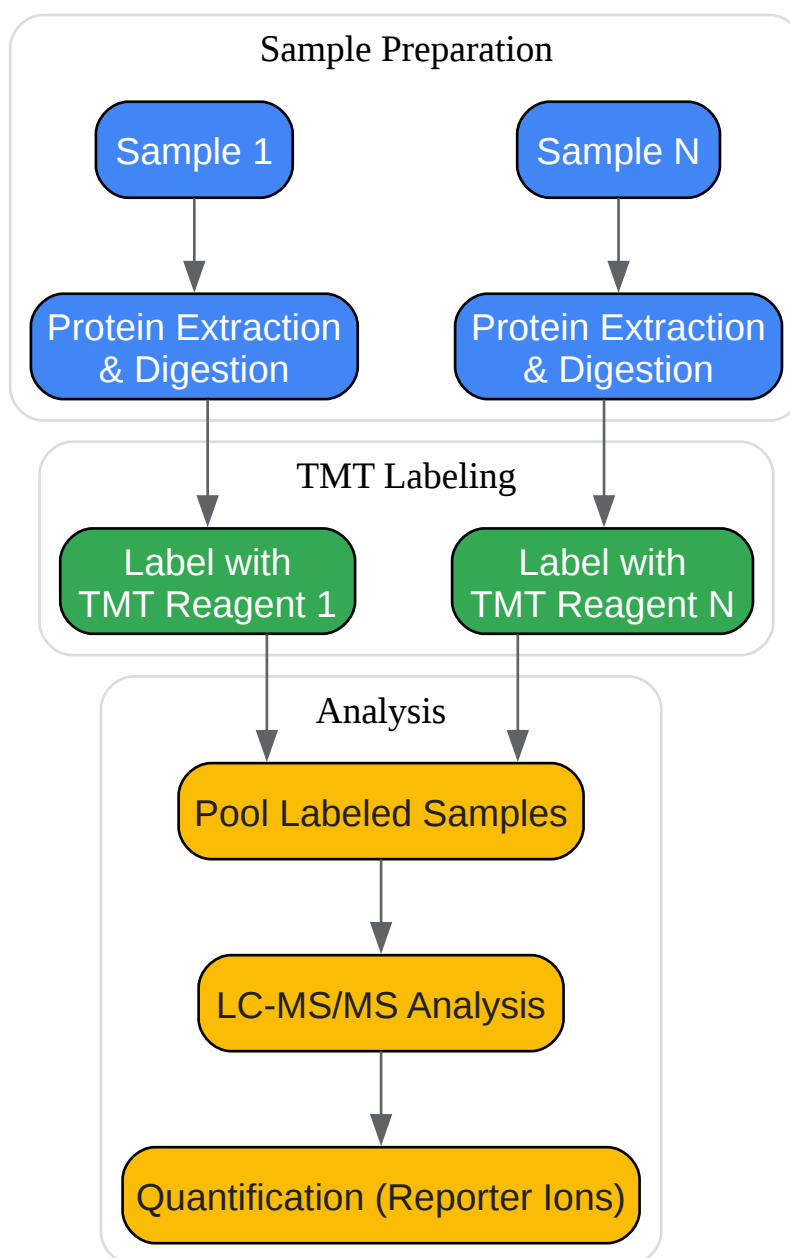 Sample Preparation
Sample 1
Sample N
Protein Extraction
& Digestion
Protein Extraction
& Digestion
TMT Labeling
Label with
TMT Reagent 1
Label with
TMT Reagent N
Analysis
Pool Labeled Samples
LC-MS/MS Analysis
Quantification (Reporter Ions)